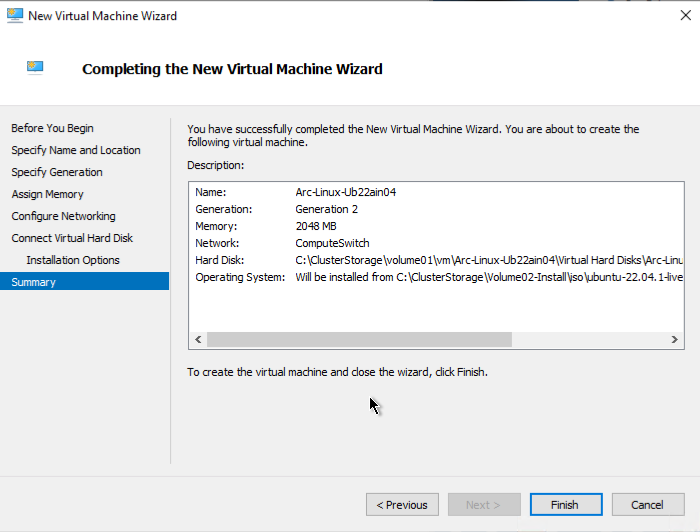 New Virtual Machine Wizard
Completing the New Virtual Machine Wizard
Before You Begin
Specify Name and Location
Specify Generation
Assign Memory
Configure Networking
Connect Virtual Hard Disk
Installation Options
Summary
You have successfully completed the New Virtual Machine Wizard. You are about to create the
following virtual machine.
Description:
Name: Arc-Linux-Ub22ain04
Generation: Generation 2
Memory: 2048 MB
Network: ComputeSwitch
Hard Disk: C:\ClusterStorage\volume01\vm\Arc-Linux-Ub22ain04\Virtual Hard Disks\Arc-Linu
Operating System: Will be installed from C:\ClusterStorage\Volume02-Install\iso\ubuntu-22.04.1-live
To create the virtual machine and close the wizard, click Finish.
< Previous Next > Finish Cancel